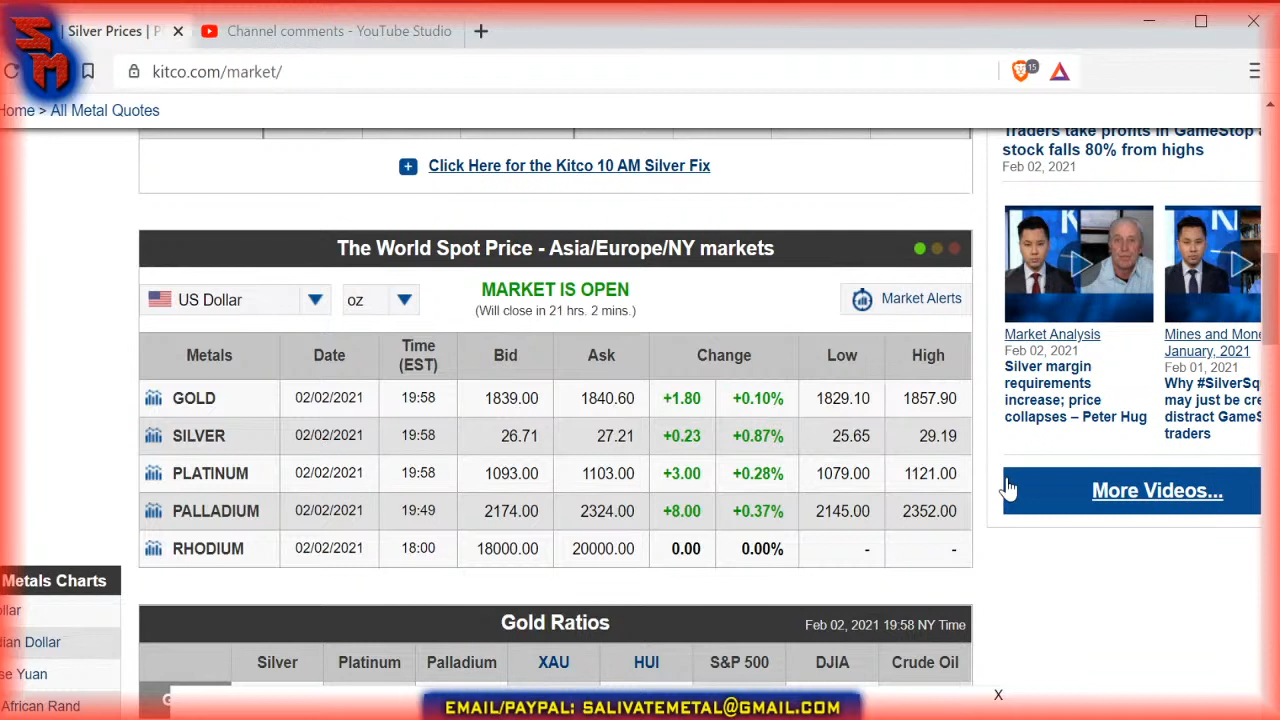 SM
| Silver Prices | P
Channel comments - YouTube Studio
kitco.com/market/
15
Home > All Metal Quotes
Click Here for the Kitco 10 AM Silver Fix
The World Spot Price - Asia/Europe/NY markets
US Dollar
oz
MARKET IS OPEN
(Will close in 21 hrs. 2 mins.)
Market Alerts
Metals Date Time (EST) Bid Ask Change Low High
GOLD 02/02/2021 19:58 1839.00 1840.60 +1.80 +0.10% 1829.10 1857.90
SILVER 02/02/2021 19:58 26.71 27.21 +0.23 +0.87% 25.65 29.19
PLATINUM 02/02/2021 19:58 1093.00 1103.00 +3.00 +0.28% 1079.00 1121.00
PALLADIUM 02/02/2021 19:49 2174.00 2324.00 +8.00 +0.37% 2145.00 2352.00
RHODIUM 02/02/2021 18:00 18000.00 20000.00 0.00 0.00% - -
Gold Ratios
Feb 02, 2021 19:58 NY Time
Silver Platinum Palladium XAU HUI S&P 500 DJIA Crude Oil
Traders take profits in GameStop
stock falls 80% from highs
Feb 02, 2021
Market Analysis
Feb 02, 2021
Silver margin
requirements
increase; price
collapses – Peter Hug
Mines and Mone
January, 2021
Feb 01, 2021
Why #SilverSq
may just be cre
distract GameS
traders
More Videos...
Metals Charts
ollar
dian Dollar
se Yuan
African Rand
X
EMAIL/PAYPAL: SALIVATEMETAL@GMAIL.COM